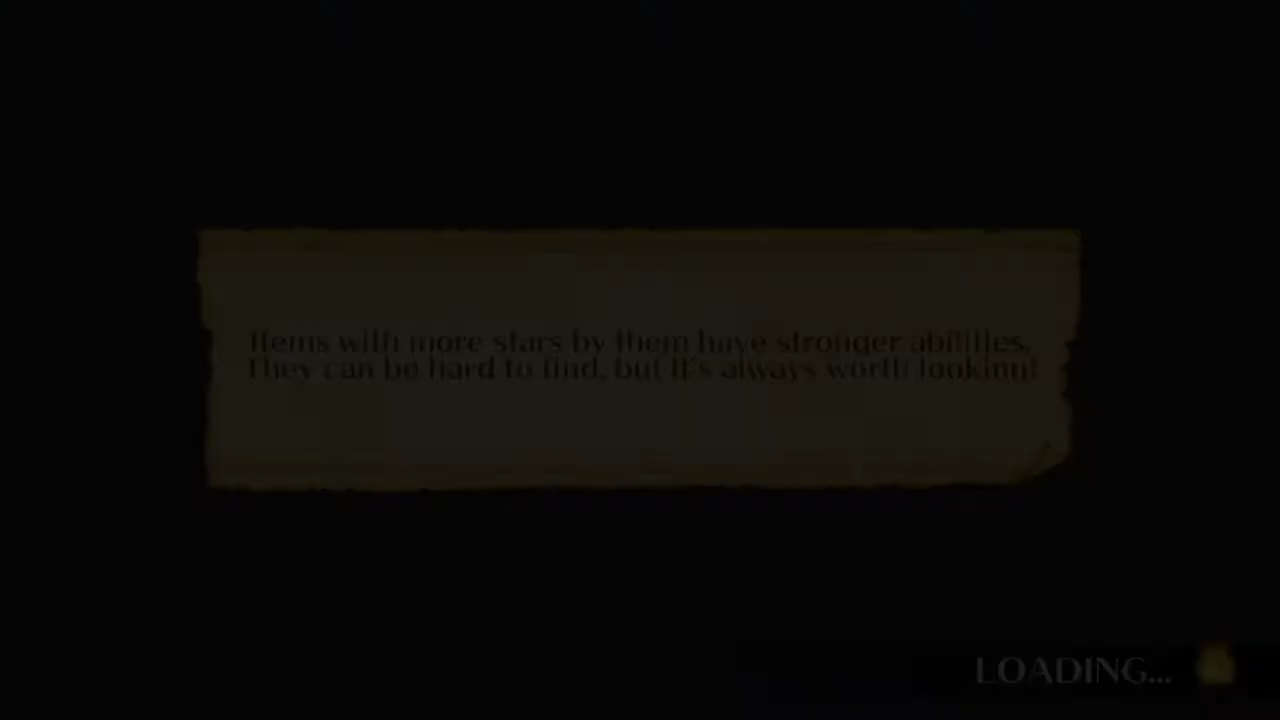 Items with more stars by them have stronger abilities.
They can be hard to find, but it's always worth looking!
LOADING...